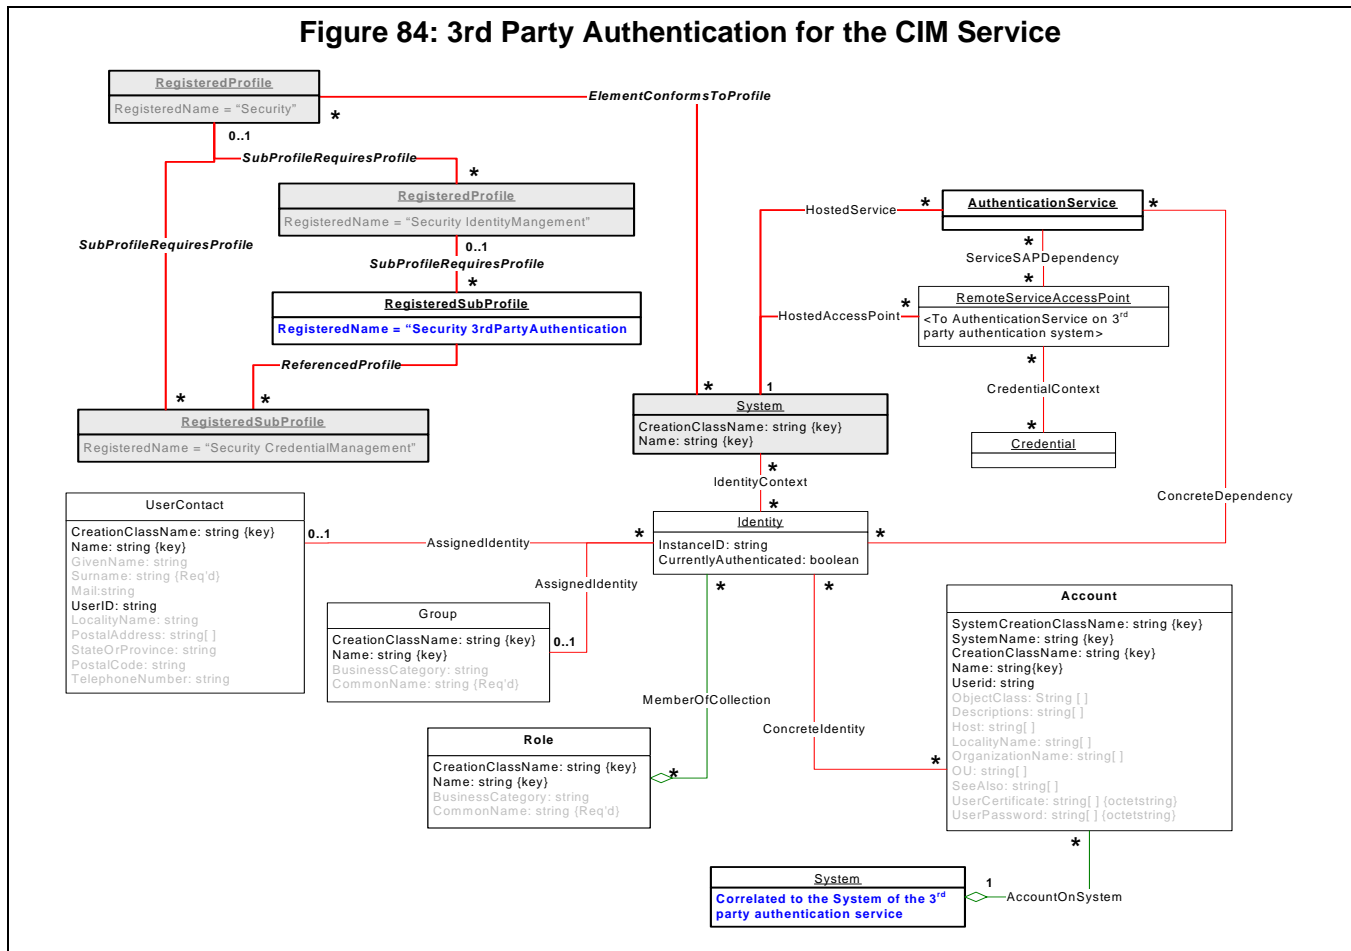 Figure 84: 3rd Party Authentication for the CIM Service
RegisteredProfile
RegisteredName = “Security”
ElementConformsToProfile
*
0..1
SubProfileRequiresProfile
*
RegisteredProfile
RegisteredName = “Security IdentityMangement”
SubProfileRequiresProfile
0..1
SubProfileRequiresProfile
*
RegisteredSubProfile
RegisteredName = “Security 3rdPartyAuthentication
ReferencedProfile
*
*
RegisteredSubProfile
RegisteredName = “Security CredentialManagement”
HostedService
*
AuthenticationService
*
*
ServiceSAPDependency
*
RemoteServiceAccessPoint
<To AuthenticationService on 3rd
party authentication system>
HostedAccessPoint
*
*
CredentialContext
*
Credential
ConcreteDependency
*
1
System
CreationClassName: string {key}
Name: string {key}
*
IdentityContext
*
Identity
InstanceID: string
CurrentlyAuthenticated: boolean
*
*
UserContact
CreationClassName: string {key}
Name: string {key}
GivenName: string
Surname: string {Req'd}
Mail:string
UserID: string
LocalityName: string
PostalAddress: string[ ]
StateOrProvince: string
PostalCode: string
TelephoneNumber: string
0..1
AssignedIdentity
AssignedIdentity
Group
CreationClassName: string {key}
Name: string {key}
BusinessCategory: string
CommonName: string {Req'd}
0..1
*
*
MemberOfCollection
ConcreteIdentity
Role
CreationClassName: string {key}
Name: string {key}
BusinessCategory: string
CommonName: string {Req'd}
*
*
Account
SystemCreationClassName: string {key}
SystemName: string {key}
CreationClassName: string {key}
Name: string{key}
Userid: string
ObjectClass: String [ ]
Descriptions: string[ ]
Host: string[ ]
LocalityName: string[ ]
OrganizationName: string[ ]
OU: string[ ]
SeeAlso: string[ ]
UserCertificate: string[ ] {octetstring}
UserPassword: string[ ] {octetstring}
*
System
Correlated to the System of the 3rd
party authentication service
1
AccountOnSystem